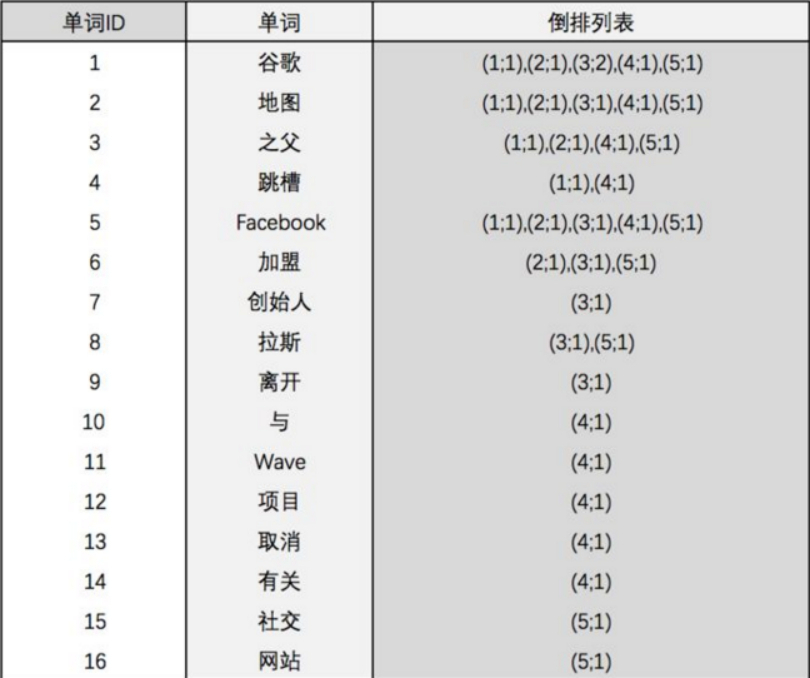 单词ID 单词 倒排列表
1 谷歌 (1;1),(2;1),(3;2),(4;1),(5;1)
2 地图 (1;1),(2;1),(3;1),(4;1),(5;1)
3 之父 (1;1),(2;1),(4;1),(5;1)
4 跳槽 (1;1),(4;1)
5 Facebook (1;1),(2;1),(3;1),(4;1),(5;1)
6 加盟 (2;1),(3;1),(5;1)
7 创始人 (3;1)
8 拉斯 (3;1),(5;1)
9 离开 (3;1)
10 与 (4;1)
11 Wave (4;1)
12 项目 (4;1)
13 取消 (4;1)
14 有关 (4;1)
15 社交 (5;1)
16 网站 (5;1)